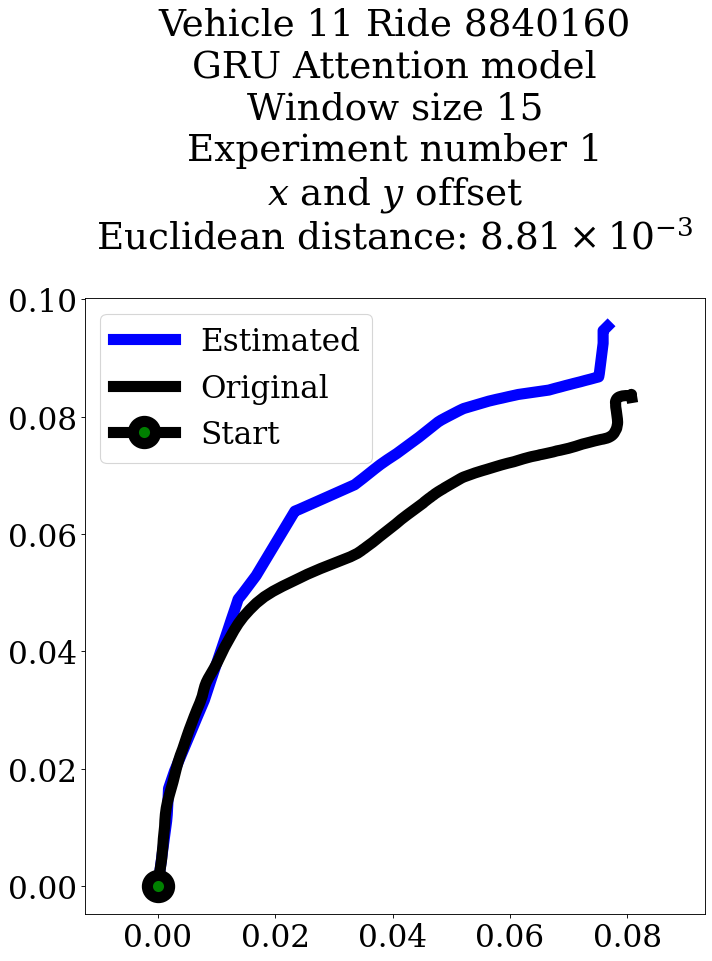 Vehicle 11 Ride 8840160
GRU Attention model
Window size 15
Experiment number 1
x and y offset
Euclidean distance: 8.81 × 10⁻³
0.10
Estimated
Original
Start
0.08
0.06
0.04
0.02
0.00
0.00 0.02 0.04 0.06 0.08